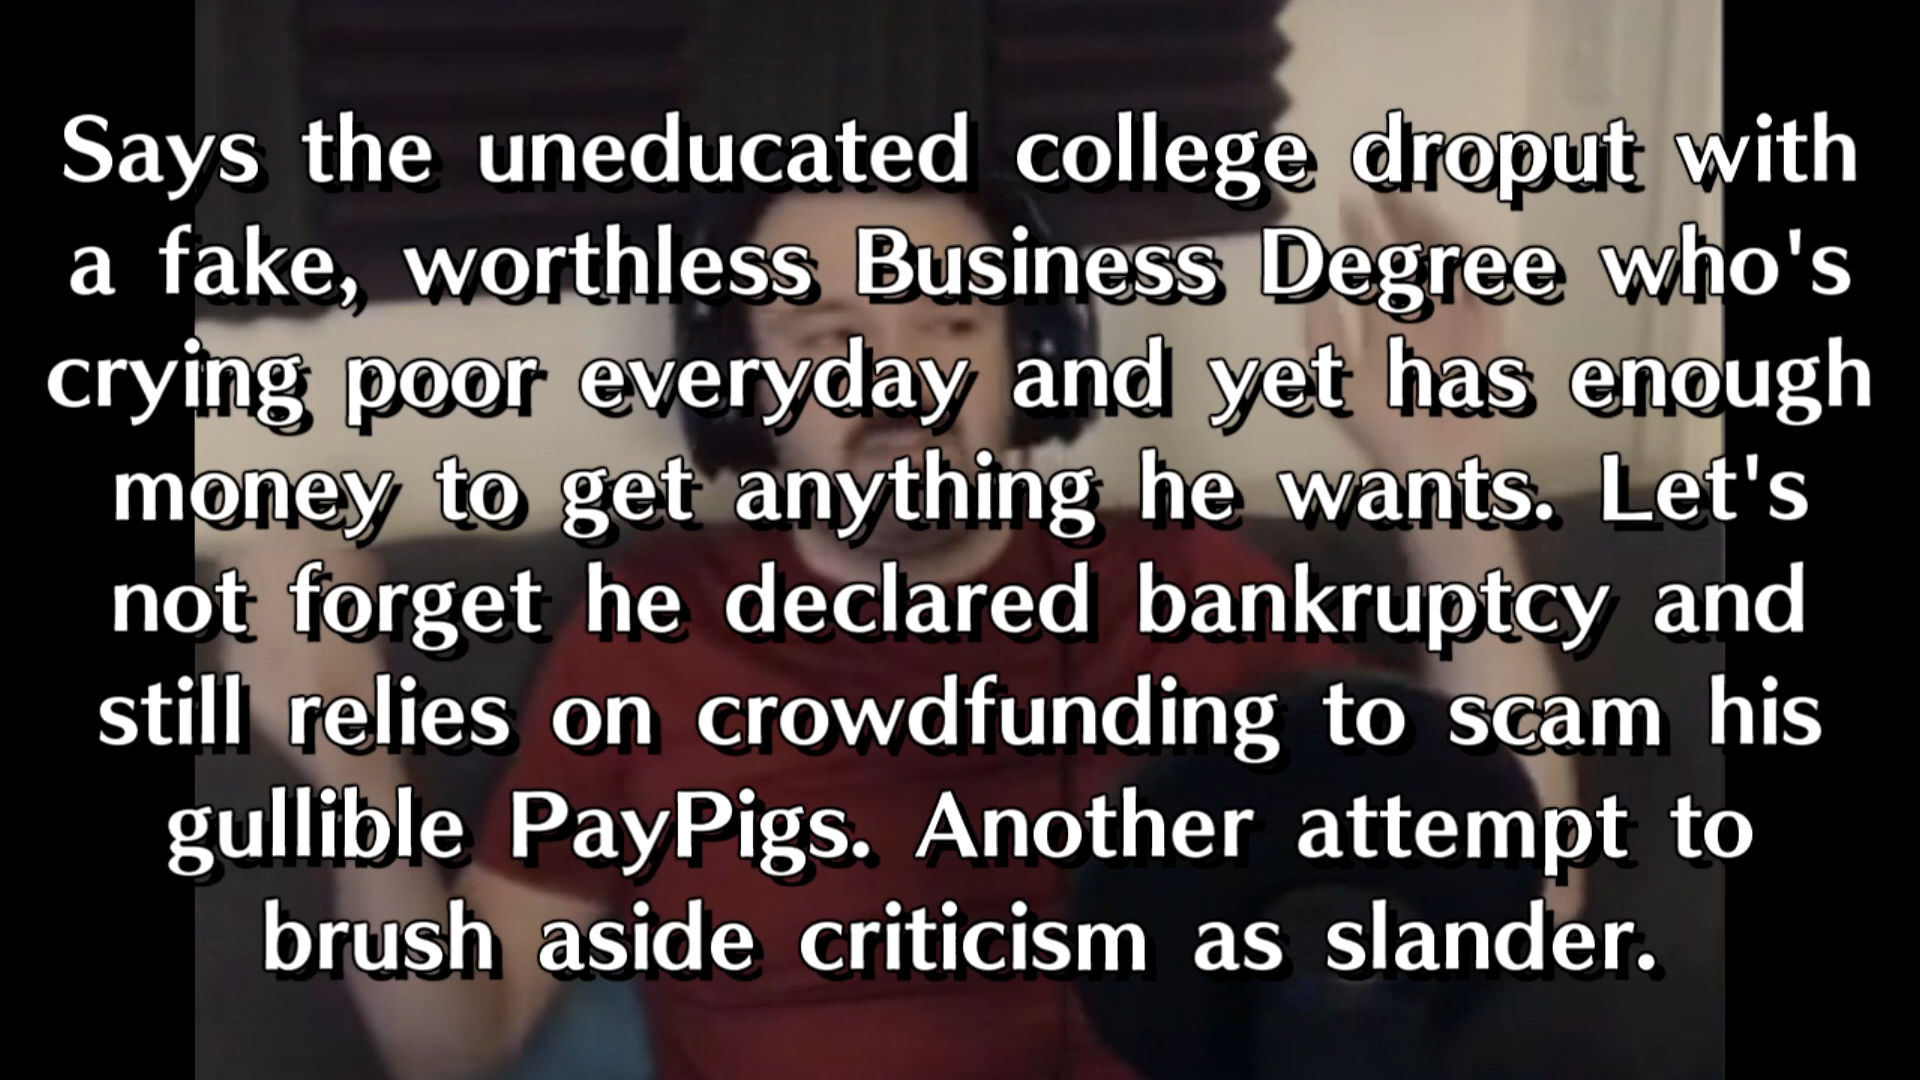 Says the uneducated college droput with
a fake, worthless Business Degree who's
crying poor everyday and yet has enough
money to get anything he wants. Let's
not forget he declared bankruptcy and
still relies on crowdfunding to scam his
gullible PayPigs. Another attempt to
brush aside criticism as slander.